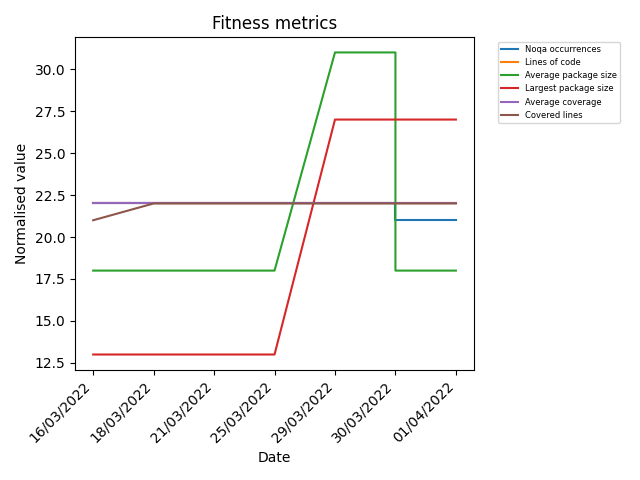 Fitness metrics
Noqa occurrences
Lines of code
Average package size
Largest package size
Average coverage
Covered lines
Normalised value
30.0
27.5
25.0
22.5
20.0
17.5
15.0
12.5
16/03/2022
18/03/2022
21/03/2022
25/03/2022
29/03/2022
30/03/2022
01/04/2022
Date